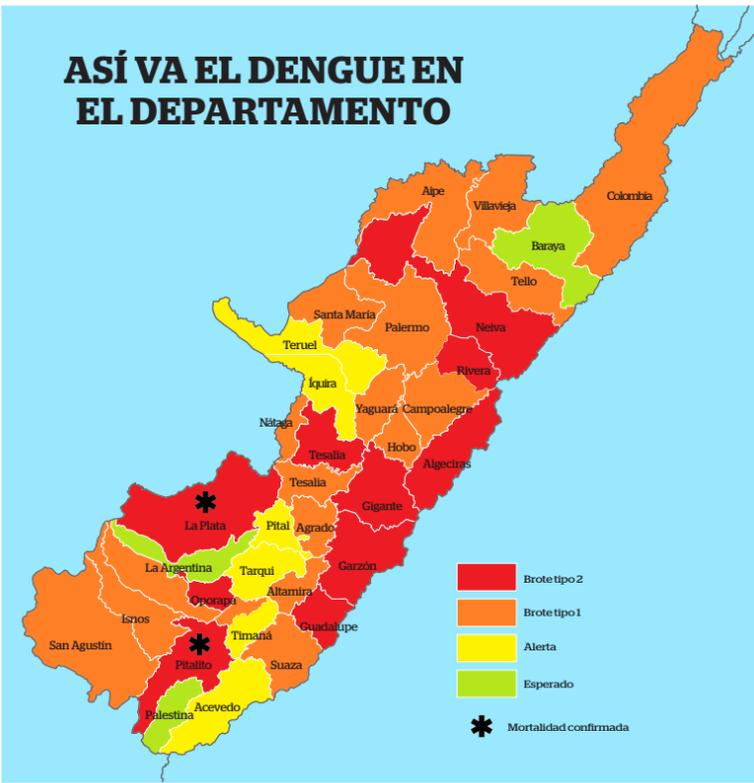 ASÍ VA EL DENGUE EN
EL DEPARTAMENTO
Aipe
Villavieja
Colombia
Baraya
Tello
Santa María
Palermo
Neiva
Teruel
Rivera
Íquira
Yaguará
Campoalegre
Nátaga
Hobo
Tesalia
Algeciras
Tesalia
Gigante
La Plata
Pital
Agrado
La Argentina
Tarqui
Garzón
Oporapa
Altamira
Isnos
Guadalupe
Timaná
San Agustín
Pitalito
Suaza
Palestina
Acevedo
Brote tipo 2
Brote tipo 1
Alerta
Esperado
Mortalidad confirmada